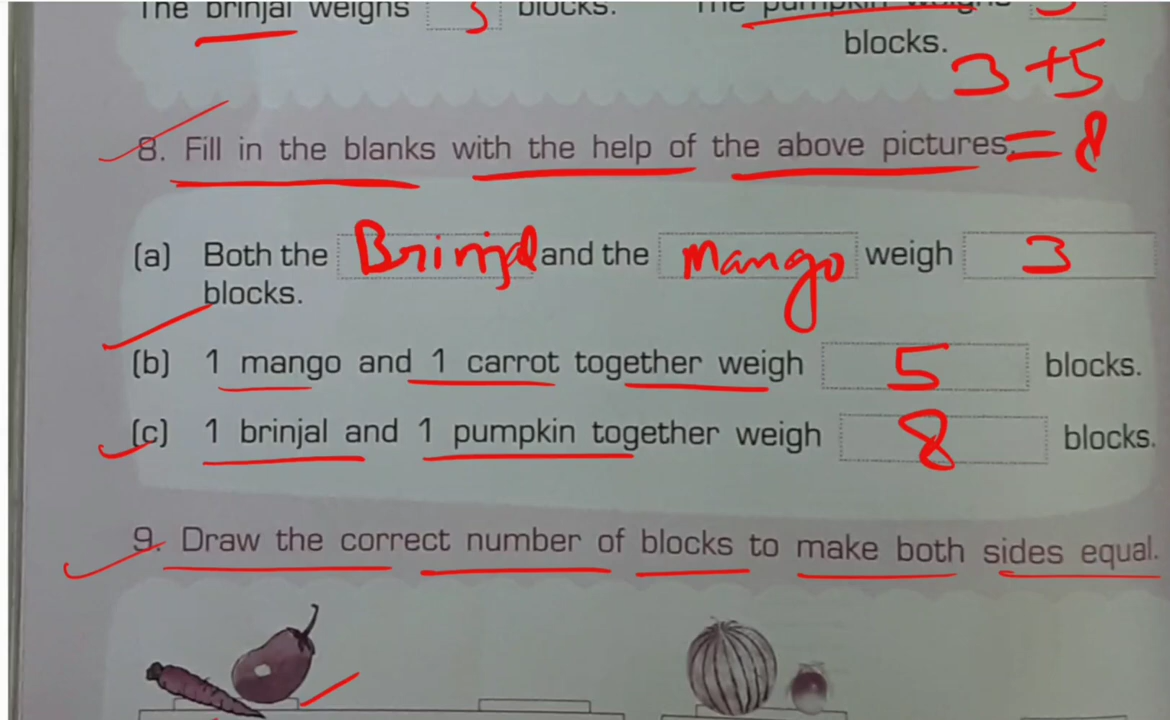 The brinjal weighs 3 blocks. The pumpkin weighs 5
blocks.
3 + 5
8. Fill in the blanks with the help of the above pictures. = 8
(a) Both the Brinjal and the Mango weigh 3
blocks.
(b) 1 mango and 1 carrot together weigh 5 blocks.
(c) 1 brinjal and 1 pumpkin together weigh 8 blocks.
9. Draw the correct number of blocks to make both sides equal.